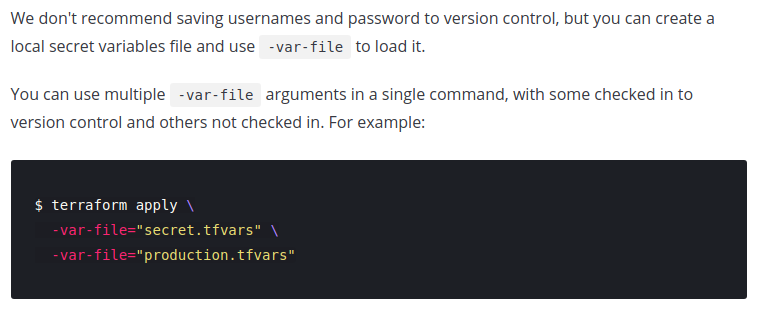 We don't recommend saving usernames and password to version control, but you can create a
local secret variables file and use -var-file to load it.
You can use multiple -var-file arguments in a single command, with some checked in to
version control and others not checked in. For example:
$ terraform apply \
-var-file="secret.tfvars" \
-var-file="production.tfvars"